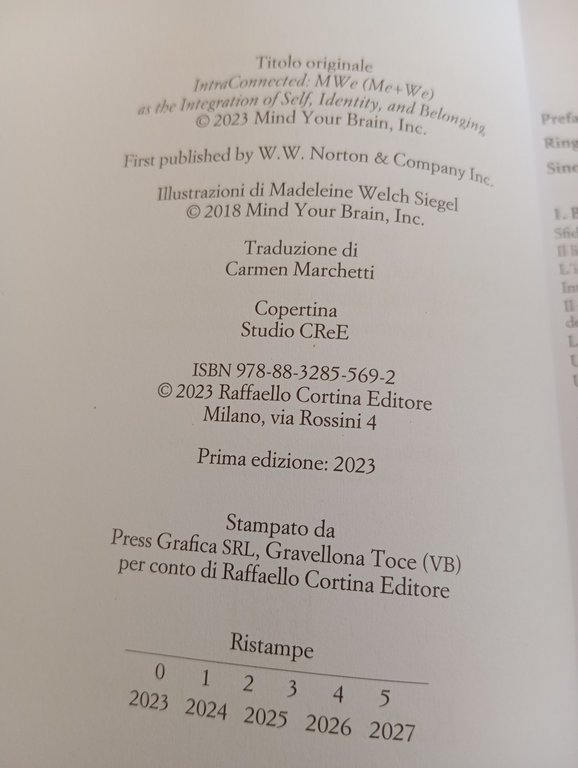 Titolo originale
IntraConnected: MWe (Me+We)
as the Integration of Self, Identity, and Belonging
© 2023 Mind Your Brain, Inc.
First published by W.W. Norton & Company Inc.
Illustrazioni di Madeleine Welch Siegel
© 2018 Mind Your Brain, Inc.
Traduzione di
Carmen Marchetti
Copertina
Studio CReE
ISBN 978-88-3285-569-2
© 2023 Raffaello Cortina Editore
Milano, via Rossini 4
Prima edizione: 2023
Stampato da
Press Grafica SRL, Gravellona Toce (VB)
per conto di Raffaello Cortina Editore
Ristampe
0 1 2 3 4 5
2023 2024 2025 2026 2027